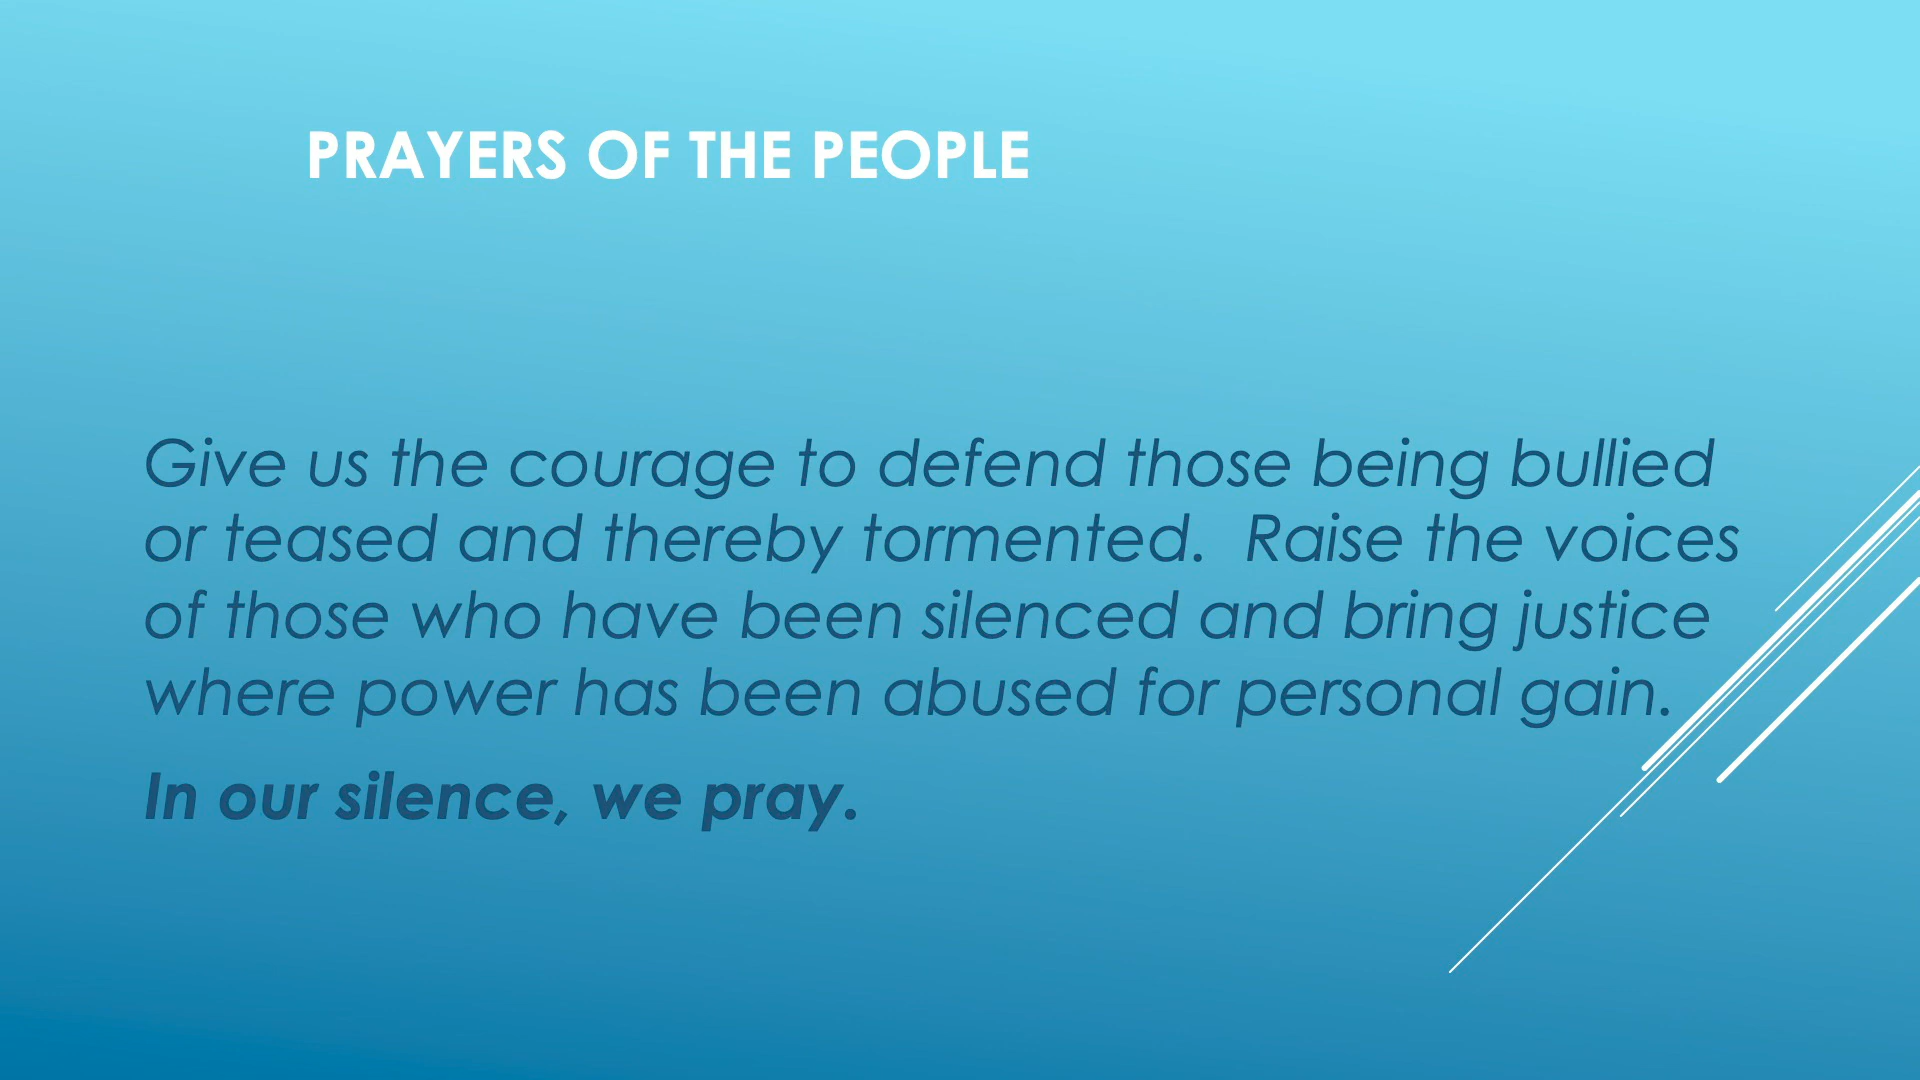 PRAYERS OF THE PEOPLE
Give us the courage to defend those being bullied
or teased and thereby tormented.  Raise the voices
of those who have been silenced and bring justice
where power has been abused for personal gain.
In our silence, we pray.